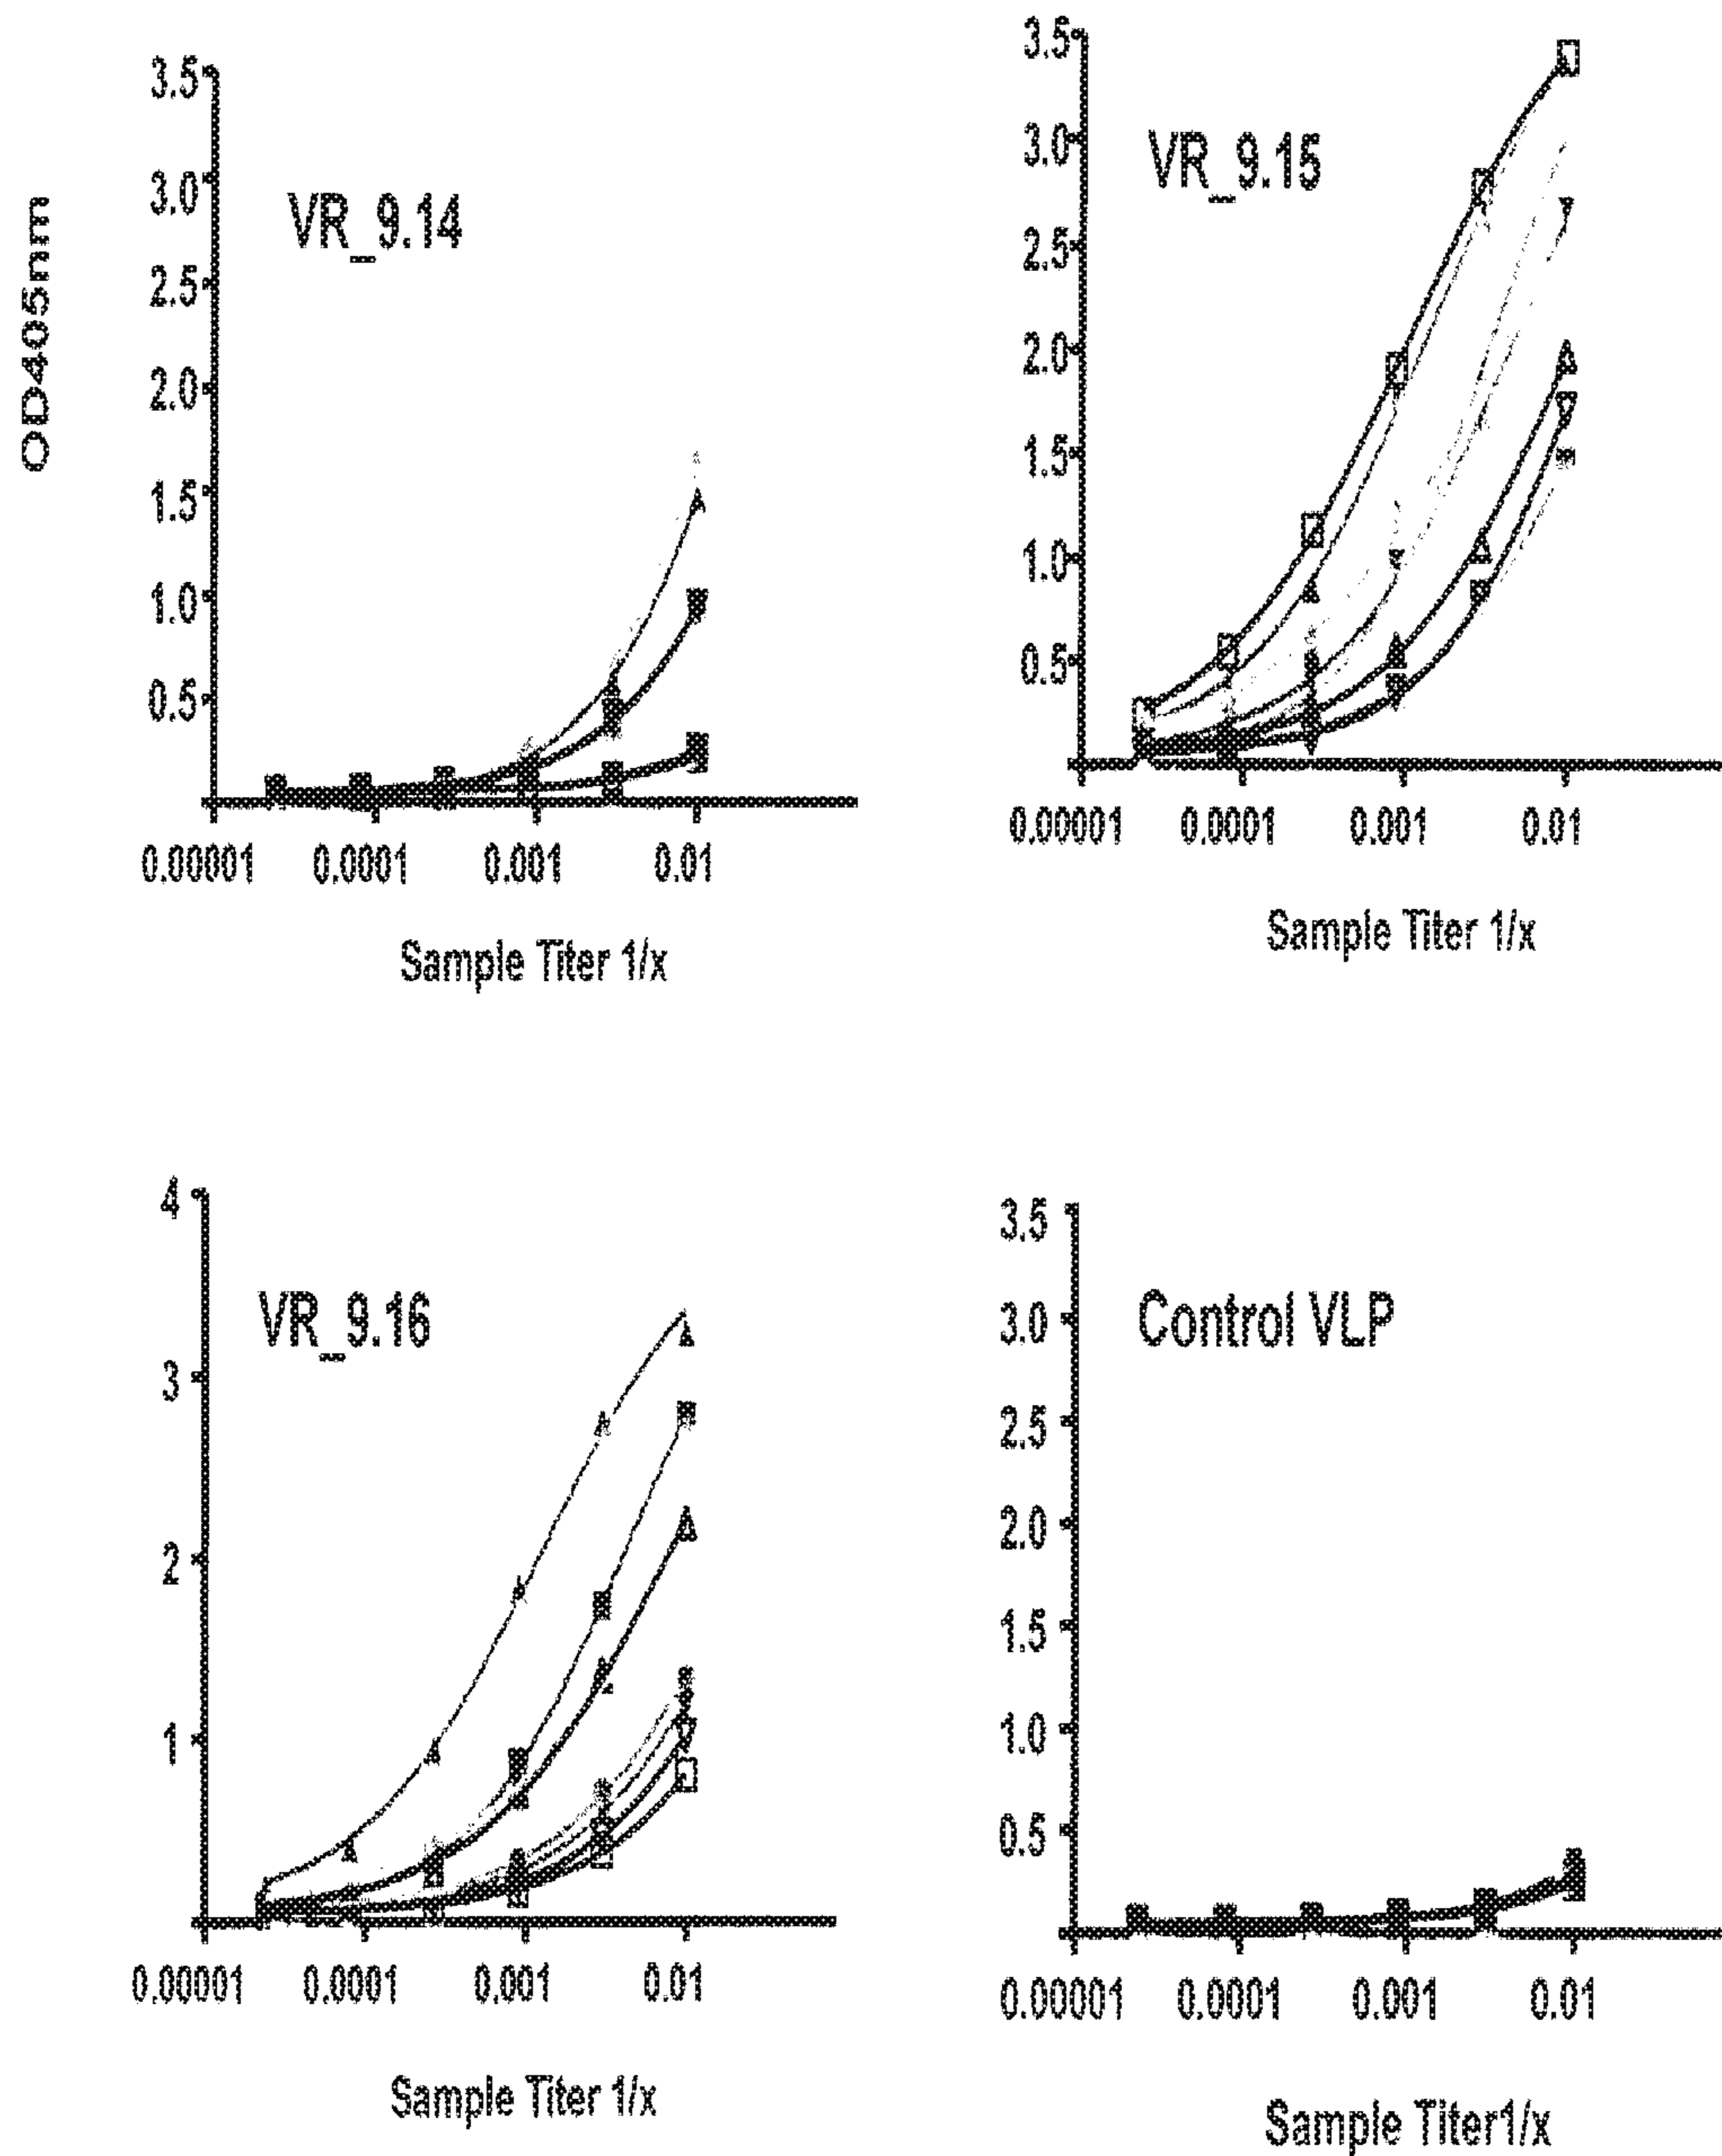 OD405nm
3.5
3.0
2.5
2.0
1.5
1.0
0.5
VR_9.14
0.00001 0.0001 0.001 0.01
Sample Titer 1/x
3.5
3.0
2.5
2.0
1.5
1.0
0.5
VR_9.15
0.00001 0.0001 0.001 0.01
Sample Titer 1/x
4
3
2
1
VR_9.16
0.00001 0.0001 0.001 0.01
Sample Titer 1/x
3.5
3.0
2.5
2.0
1.5
1.0
0.5
Control VLP
0.00001 0.0001 0.001 0.01
Sample Titer1/x